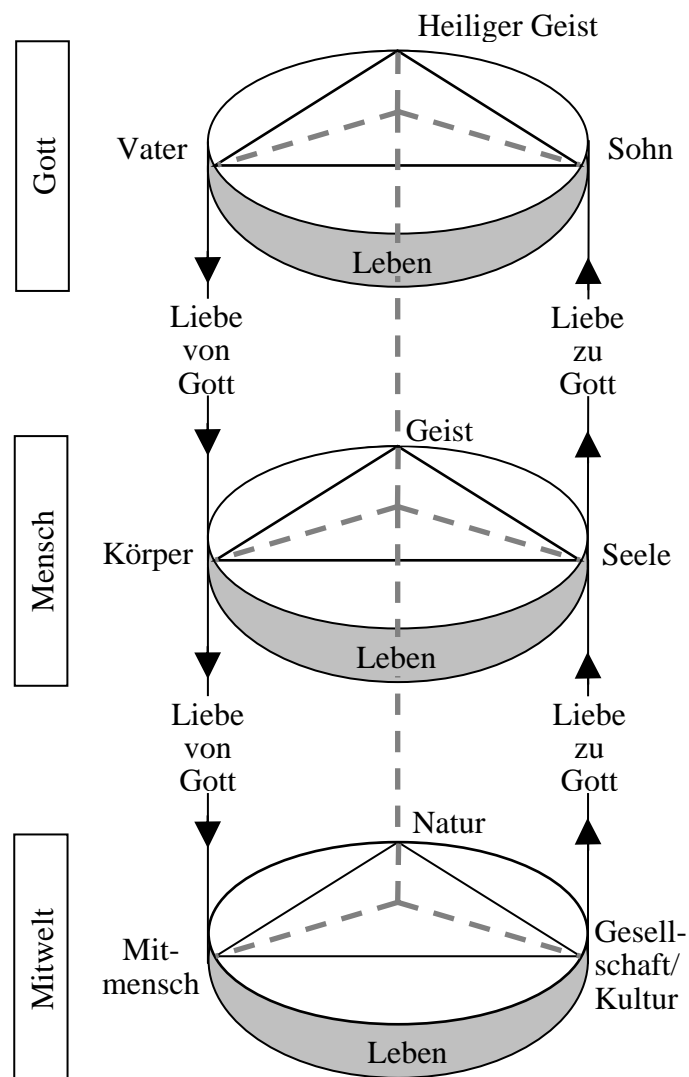 Heiliger Geist
Gott
Vater
Sohn
Leben
Liebe
von
Gott
Liebe
zu
Gott
Geist
Mensch
Körper
Seele
Leben
Liebe
von
Gott
Liebe
zu
Gott
Natur
Mitwelt
Mit-
mensch
Gesell-
schaft/
Kultur
Leben